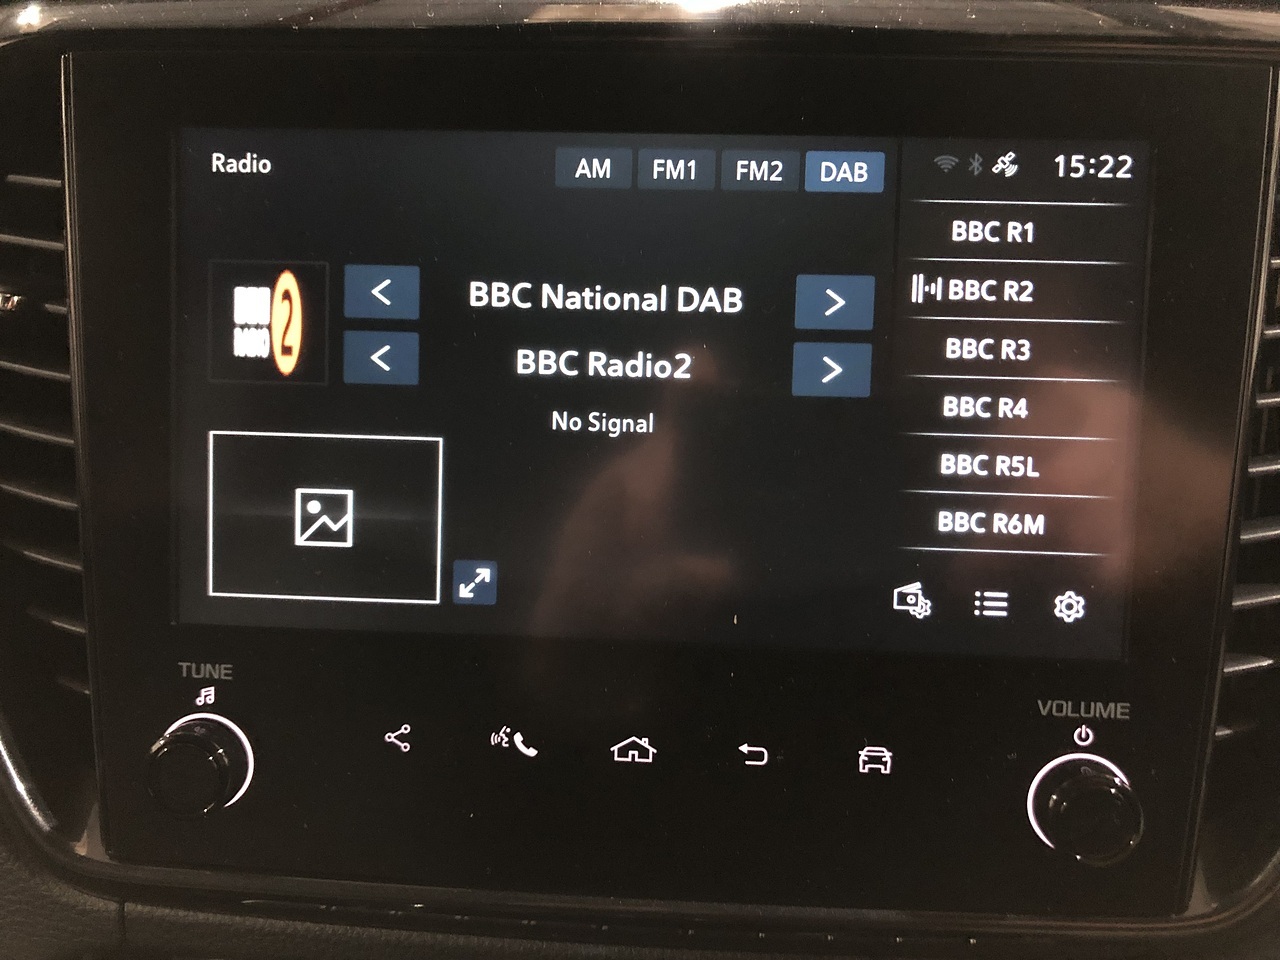 Radio
AM
FM1
FM2
DAB
15:22
BBC National DAB
BBC Radio2
No Signal
2
BBC R1
BBC R2
BBC R3
BBC R4
BBC R5L
BBC R6M
TUNE
VOLUME